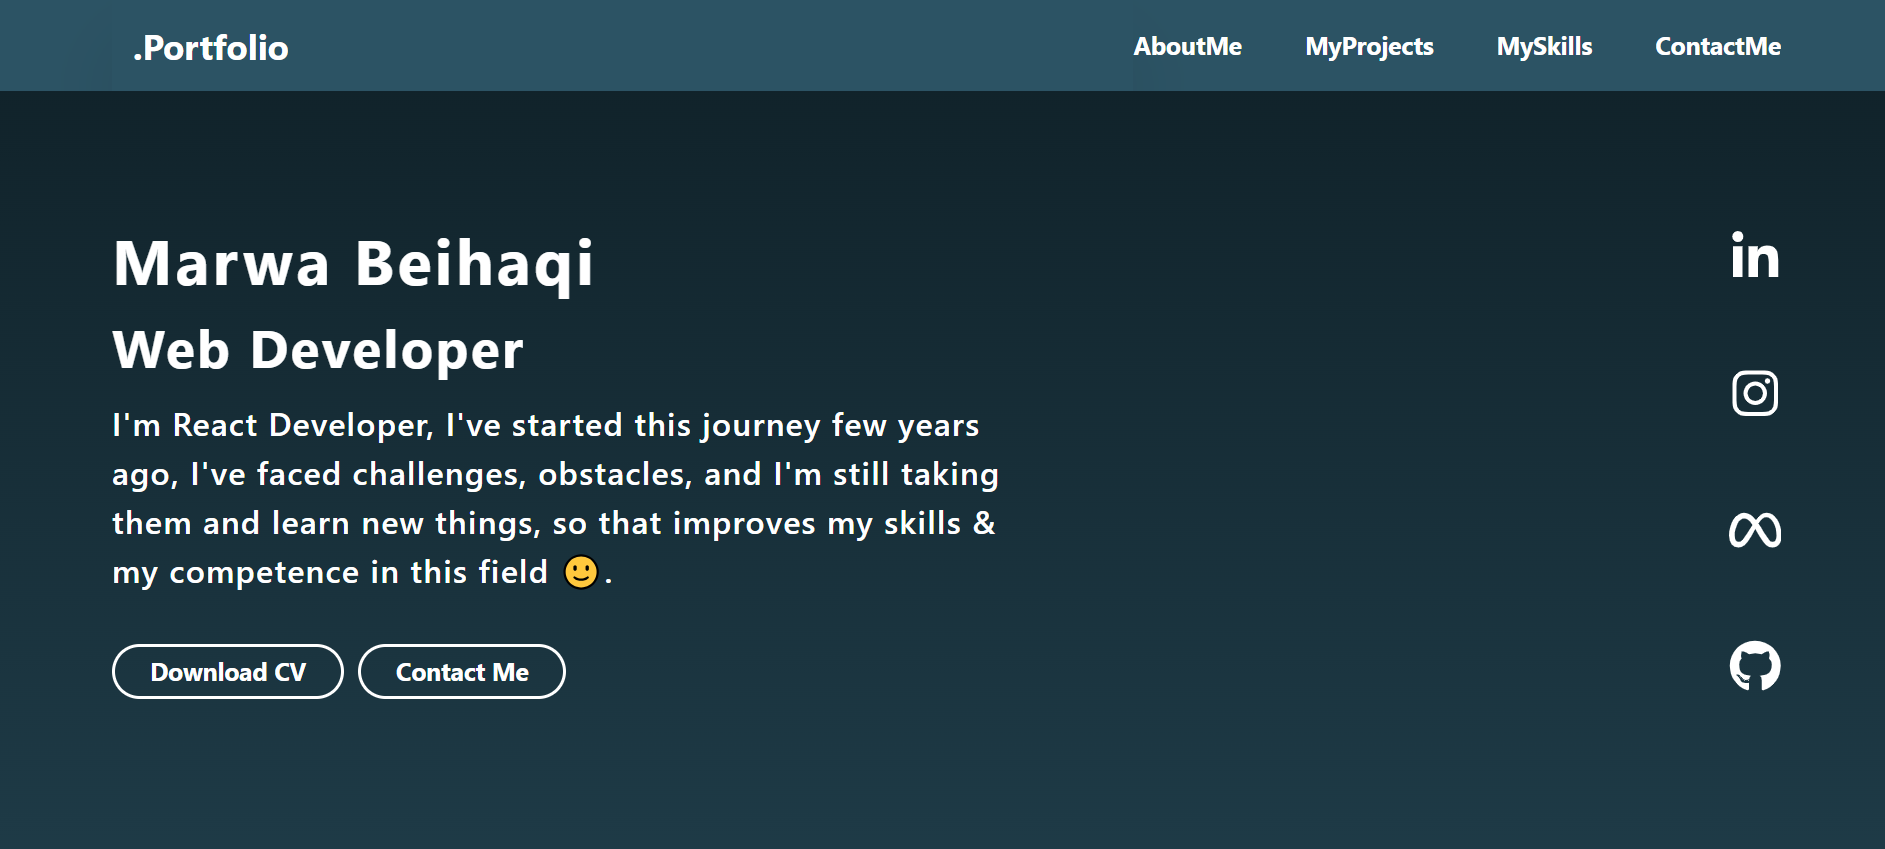 .Portfolio
AboutMe MyProjects MySkills ContactMe
Marwa Beihaqi
Web Developer
I'm React Developer, I've started this journey few years
ago, I've faced challenges, obstacles, and I'm still taking
them and learn new things, so that improves my skills &
my competence in this field 🙂.
Download CV Contact Me
in